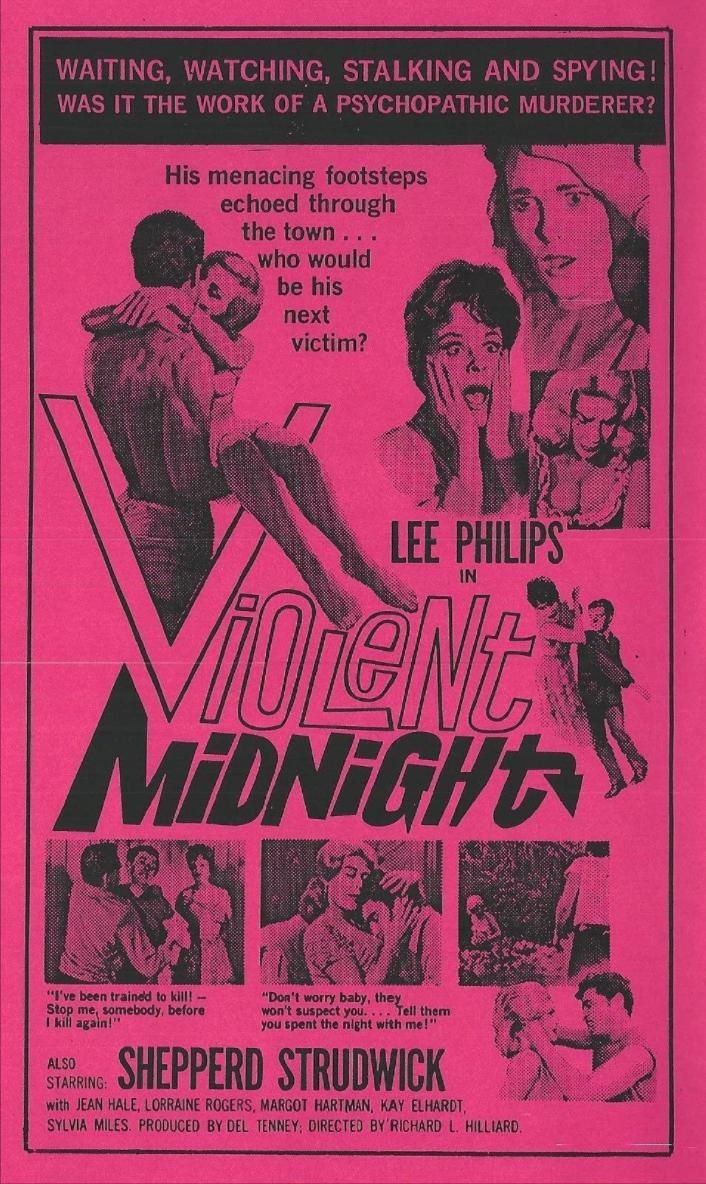 WAITING, WATCHING, STALKING AND SPYING!
WAS IT THE WORK OF A PSYCHOPATHIC MURDERER?
His menacing footsteps
echoed through
the town . . .
who would
be his
next
victim?
LEE PHILIPS
IN
ViOLeNt
MiDNiGHt
"I've been trained to kill! —
Stop me, somebody, before
I kill again!"
"Don't worry baby, they
won't suspect you. . . . Tell them
you spent the night with me!"
ALSO
STARRING: SHEPPERD STRUDWICK
with JEAN HALE, LORRAINE ROGERS, MARGOT HARTMAN, KAY ELHARDT,
SYLVIA MILES. PRODUCED BY DEL TENNEY; DIRECTED BY RICHARD L. HILLIARD.